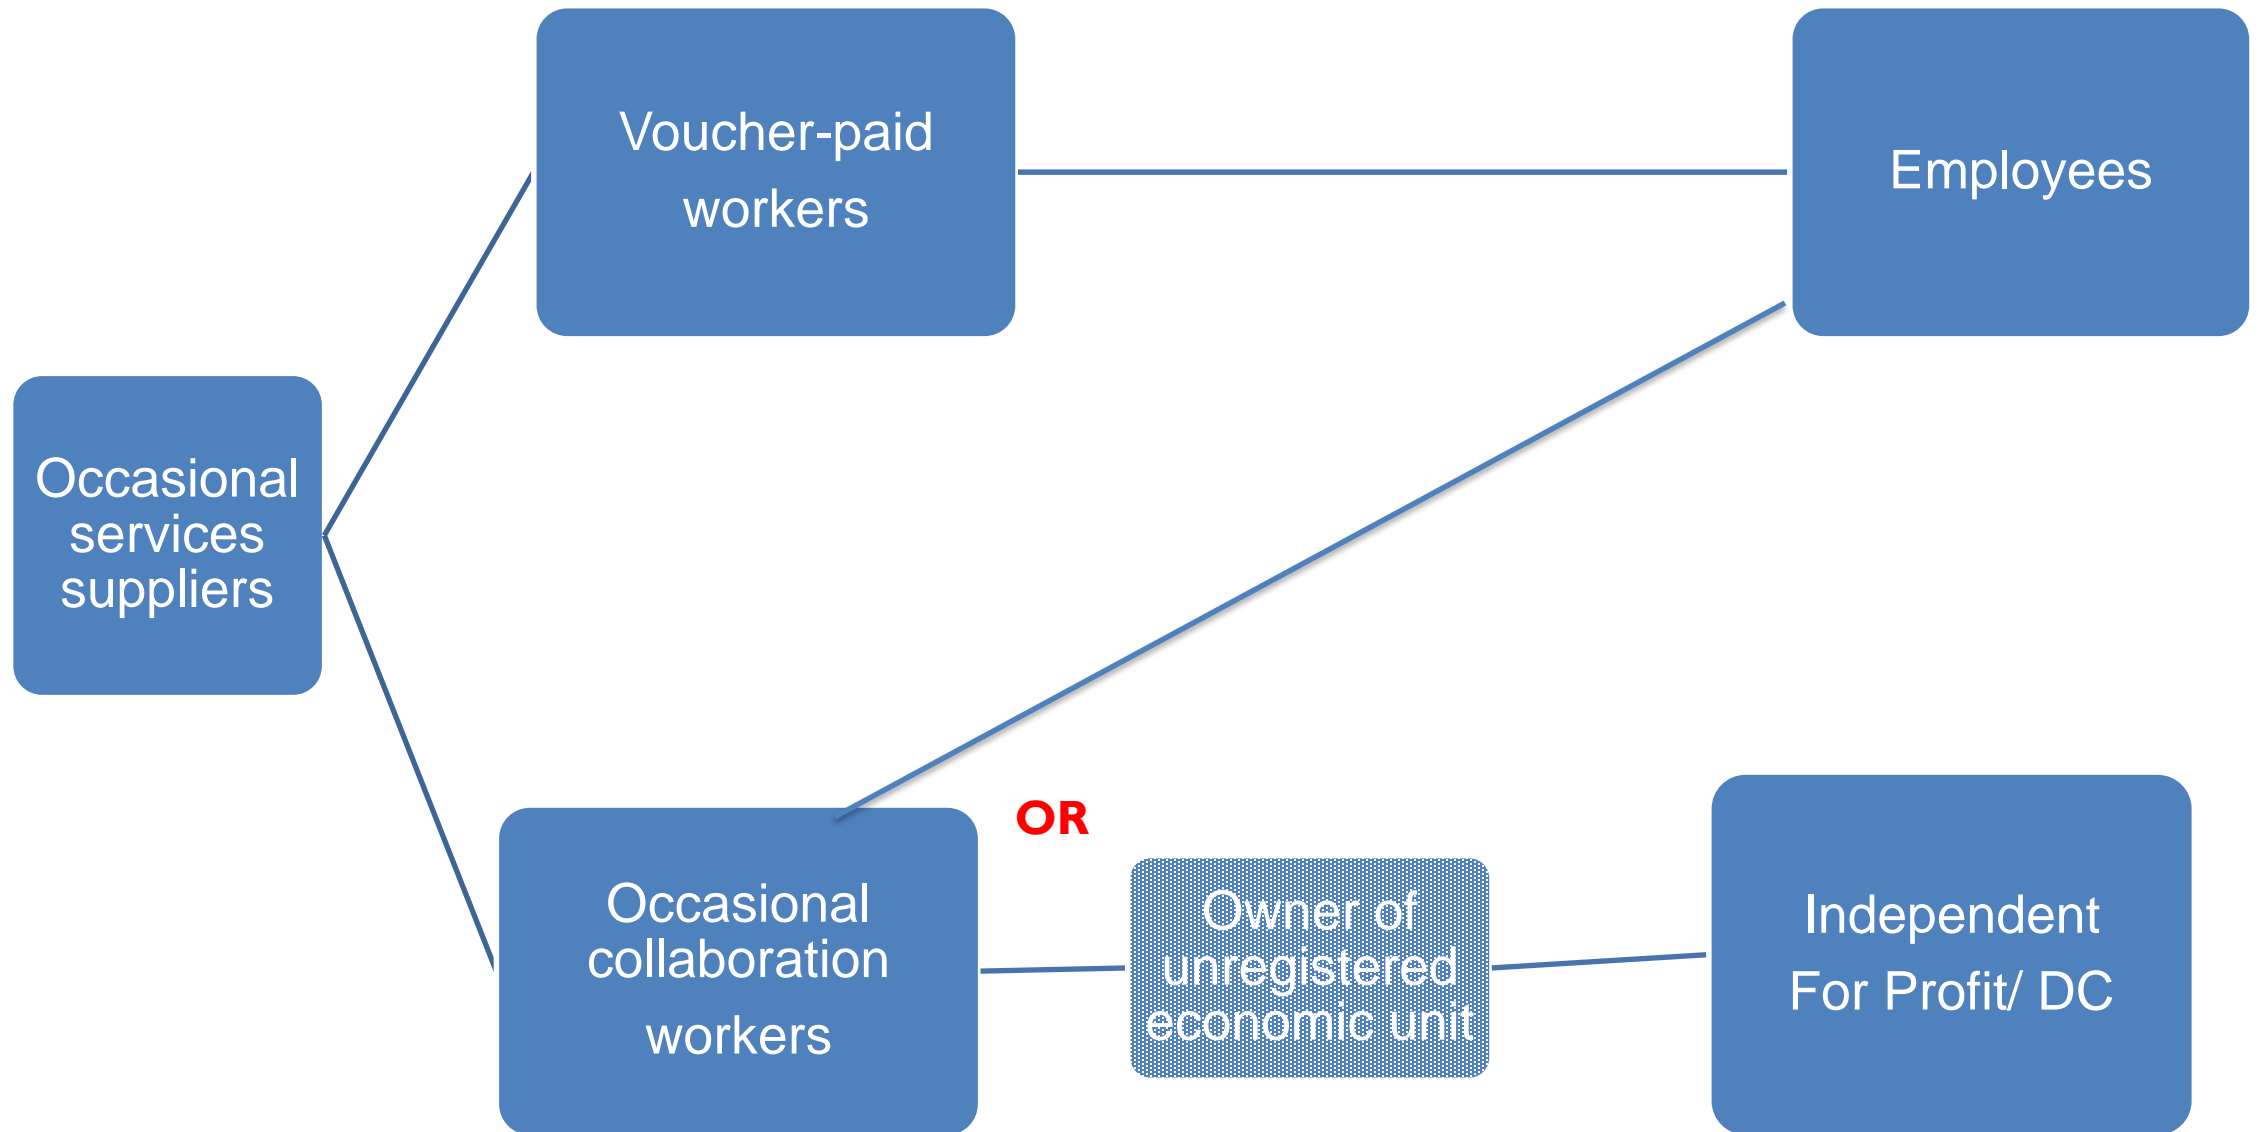 Voucher-paid
workers
Employees
Occasional
services
suppliers
OR
Occasional
collaboration
workers
Owner of
unregistered
economic unit
Independent
For Profit/ DC